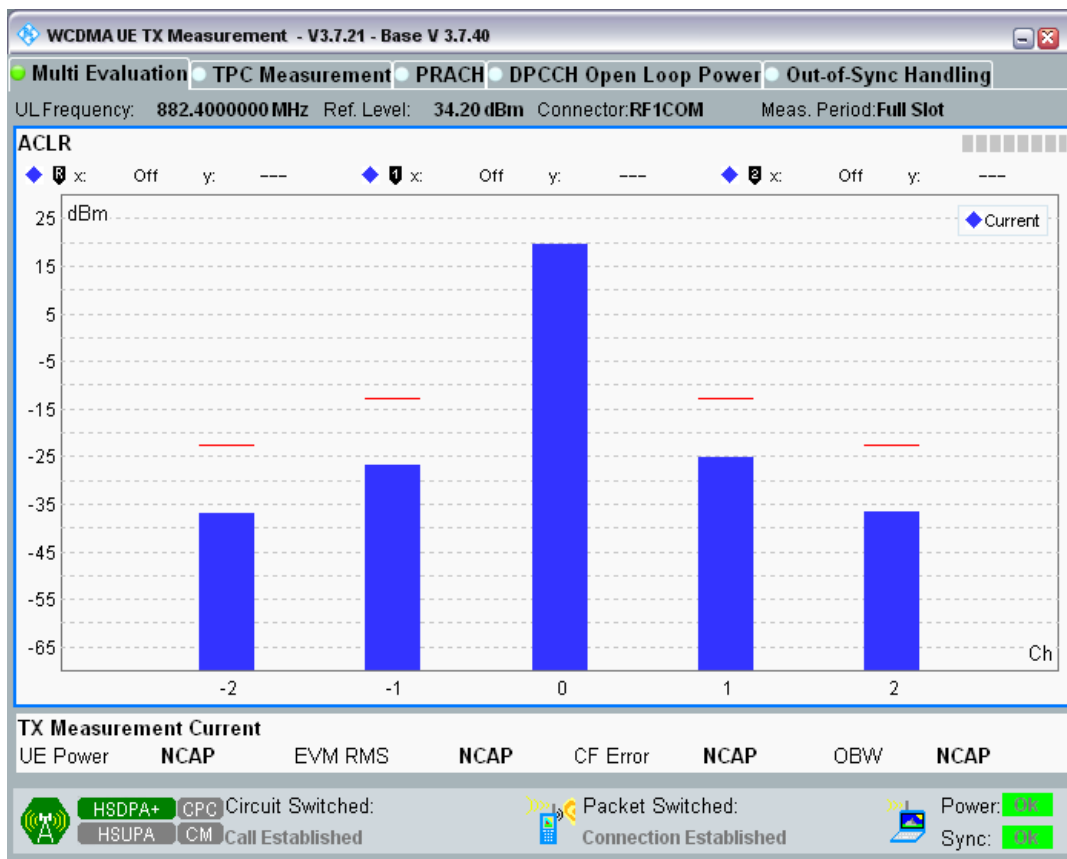 WCDMA UE TX Measurement - V3.7.21 - Base V 3.7.40
Multi Evaluation TPC Measurement PRACH DPCCH Open Loop Power Out-of-Sync Handling
UL Frequency: 882.4000000 MHz Ref. Level: 34.20 dBm Connector:RF1COM Meas. Period:Full Slot
ACLR
R x: Off y: --- 1 x: Off y: --- 2 x: Off y: ---
dBm
Current
25
15
5
-5
-15
-25
-35
-45
-55
-65
Ch
-2 -1 0 1 2
TX Measurement Current
UE Power NCAP EVM RMS NCAP CF Error NCAP OBW NCAP
HSDPA+ CPC Circuit Switched: Packet Switched: Power: OK
HSUPA CM Call Established Connection Established Sync: OK